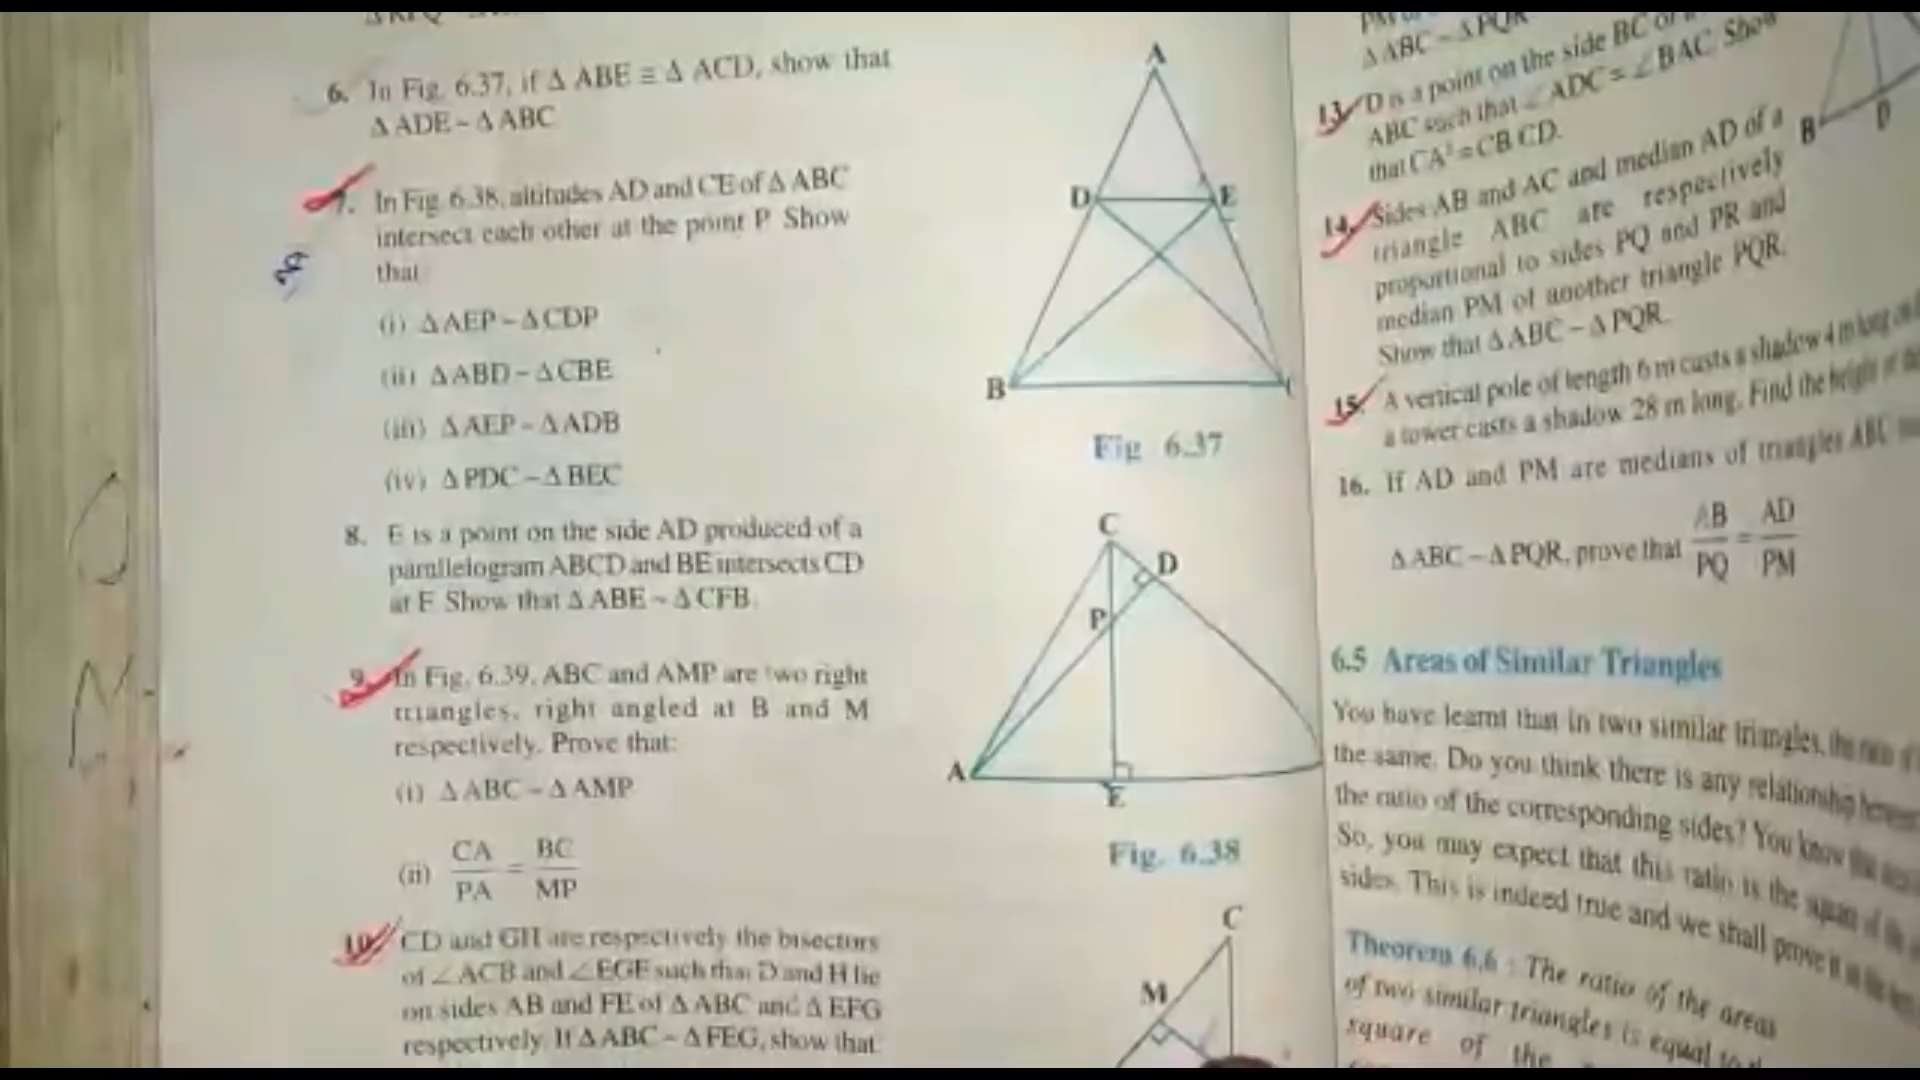 6. In Fig. 6.37, if Δ ABE ≅ Δ ACD, show that
Δ ADE ~ Δ ABC
7. In Fig. 6.38, altitudes AD and CE of Δ ABC
intersect each other at the point P. Show
that:
(i) Δ AEP ~ Δ CDP
(ii) Δ ABD ~ Δ CBE
(iii) Δ AEP ~ Δ ADB
(iv) Δ PDC ~ Δ BEC
8. E is a point on the side AD produced of a
parallelogram ABCD and BE intersects CD
at F. Show that Δ ABE ~ Δ CFB.
9. In Fig. 6.39, ABC and AMP are two right
triangles, right angled at B and M
respectively. Prove that:
(i) Δ ABC ~ Δ AMP
(ii) CA/PA = BC/MP
10. CD and GH are respectively the bisectors
of ∠ ACB and ∠ EGF such that D and H lie
on sides AB and FE of Δ ABC and Δ EFG
respectively. If Δ ABC ~ Δ FEG, show that
A
D E
B C
Fig 6.37
C
D
P
A
E
Fig. 6.38
C
M
Δ ABC ~ Δ PQR
13. D is a point on the side BC of a
ABC such that ∠ ADC = ∠ BAC. Show
that CA² = CB.CD.
B D
14. Sides AB and AC and median AD of a
triangle ABC are respectively
proportional to sides PQ and PR and
median PM of another triangle PQR.
Show that Δ ABC ~ Δ PQR.
15. A vertical pole of length 6 m casts a shadow 4 m long
a tower casts a shadow 28 m long. Find the height of
16. If AD and PM are medians of triangles ABC
Δ ABC ~ Δ PQR, prove that AB/PQ = AD/PM
6.5 Areas of Similar Triangles
You have learnt that in two similar triangles, the ratio of
the same. Do you think there is any relationship
the ratio of the corresponding sides? You know
So, you may expect that this ratio is the square of the
sides. This is indeed true and we shall prove it in the
Theorem 6.6 : The ratio of the areas
of two similar triangles is equal to
square of the